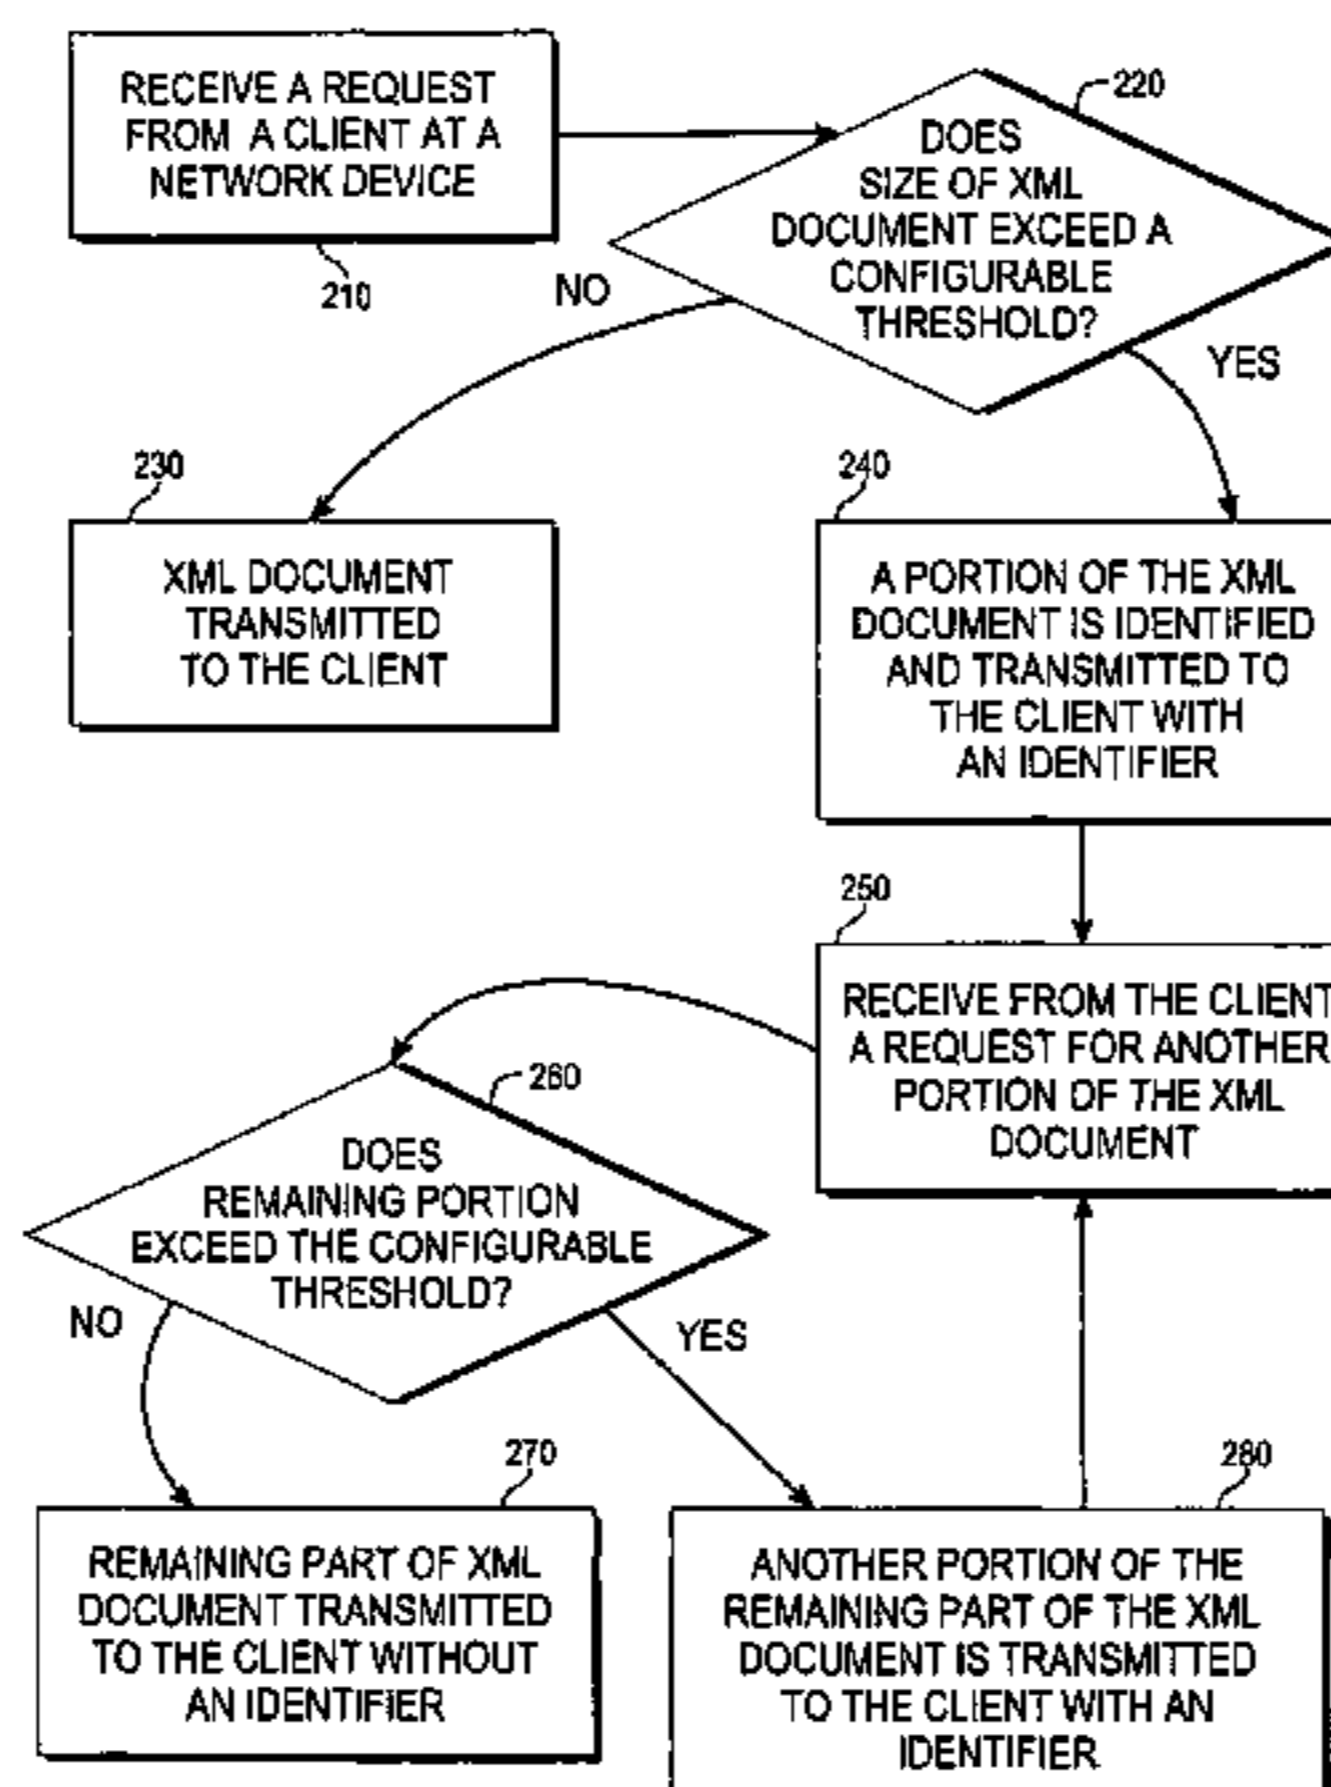 RECEIVE A REQUEST
FROM A CLIENT AT A
NETWORK DEVICE
210
220
DOES
SIZE OF XML
DOCUMENT EXCEED A
CONFIGURABLE
THRESHOLD?
NO
YES
230
XML DOCUMENT
TRANSMITTED
TO THE CLIENT
240
A PORTION OF THE XML
DOCUMENT IS IDENTIFIED
AND TRANSMITTED TO
THE CLIENT WITH
AN IDENTIFIER
250
RECEIVE FROM THE CLIENT
A REQUEST FOR ANOTHER
PORTION OF THE XML
DOCUMENT
260
DOES
REMAINING PORTION
EXCEED THE CONFIGURABLE
THRESHOLD?
NO
YES
270
REMAINING PART OF XML
DOCUMENT TRANSMITTED
TO THE CLIENT WITHOUT
AN IDENTIFIER
280
ANOTHER PORTION OF THE
REMAINING PART OF THE XML
DOCUMENT IS TRANSMITTED
TO THE CLIENT WITH AN
IDENTIFIER